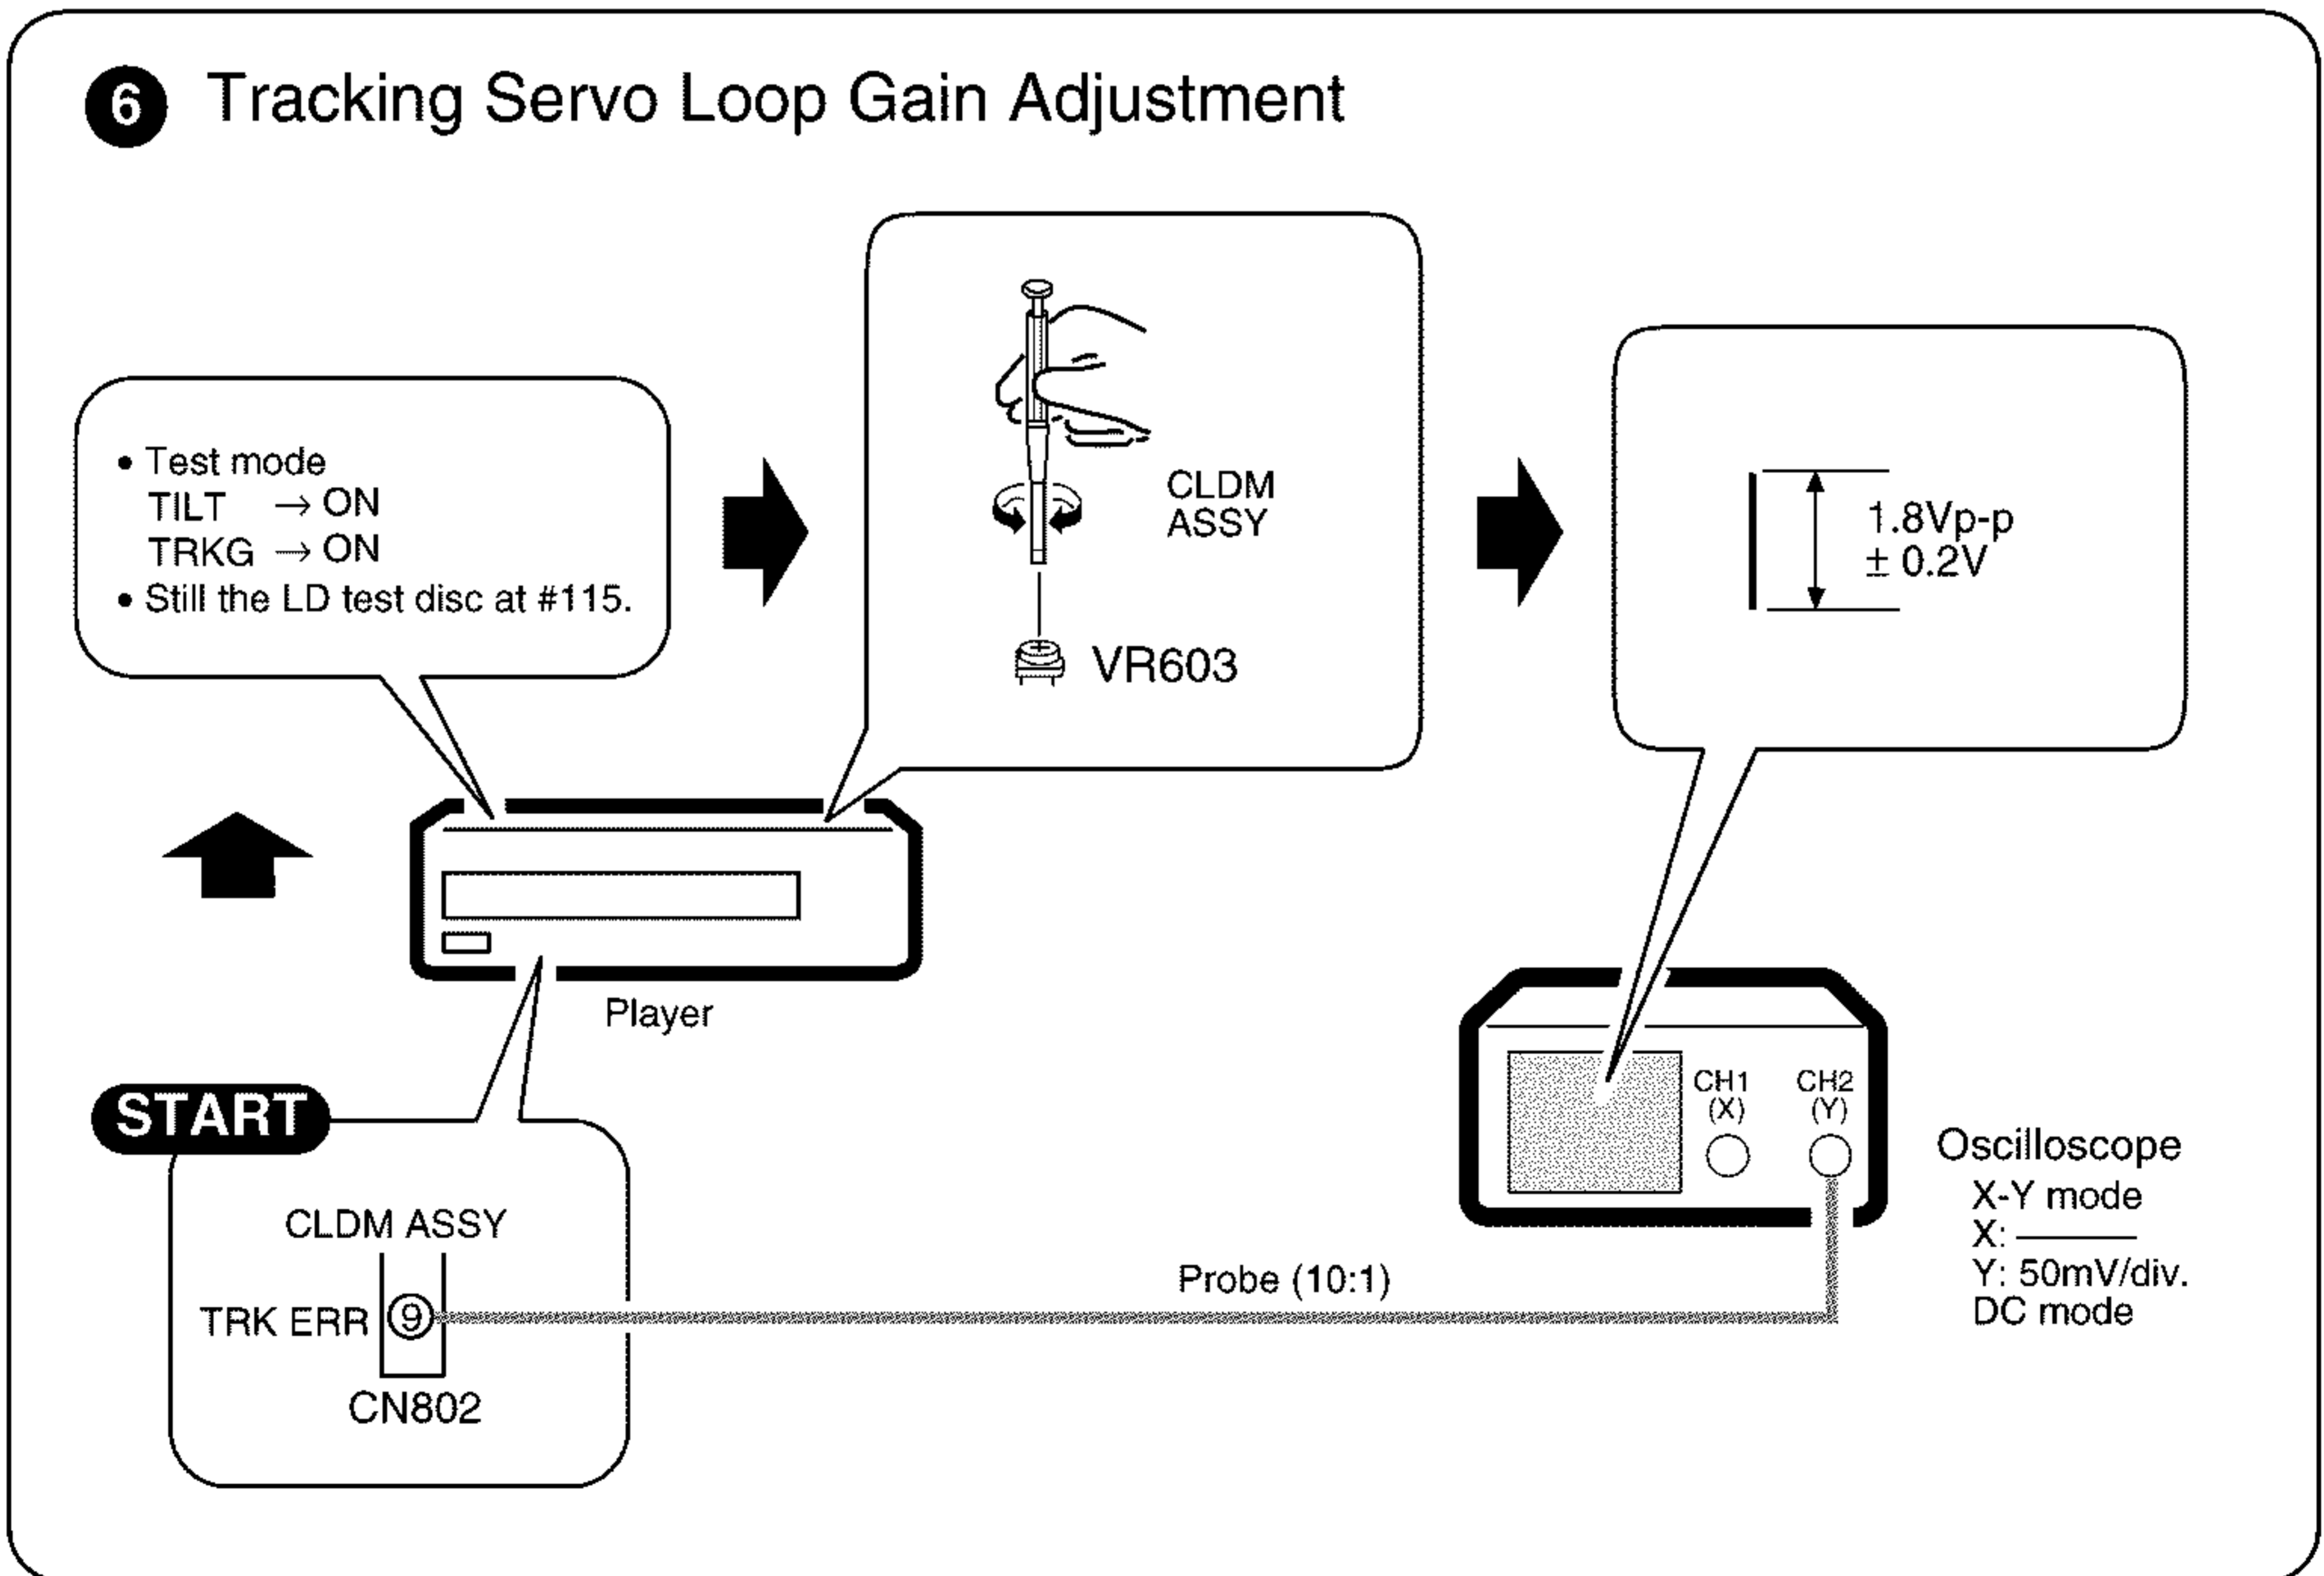 6 Tracking Servo Loop Gain Adjustment
• Test mode
TILT → ON
TRKG → ON
• Still the LD test disc at #115.
CLDM
ASSY
VR603
1.8Vp-p
± 0.2V
Player
START
CLDM ASSY
TRK ERR 9
CN802
Probe (10:1)
CH1
(X)
CH2
(Y)
Oscilloscope
X-Y mode
X: ———
Y: 50mV/div.
DC mode